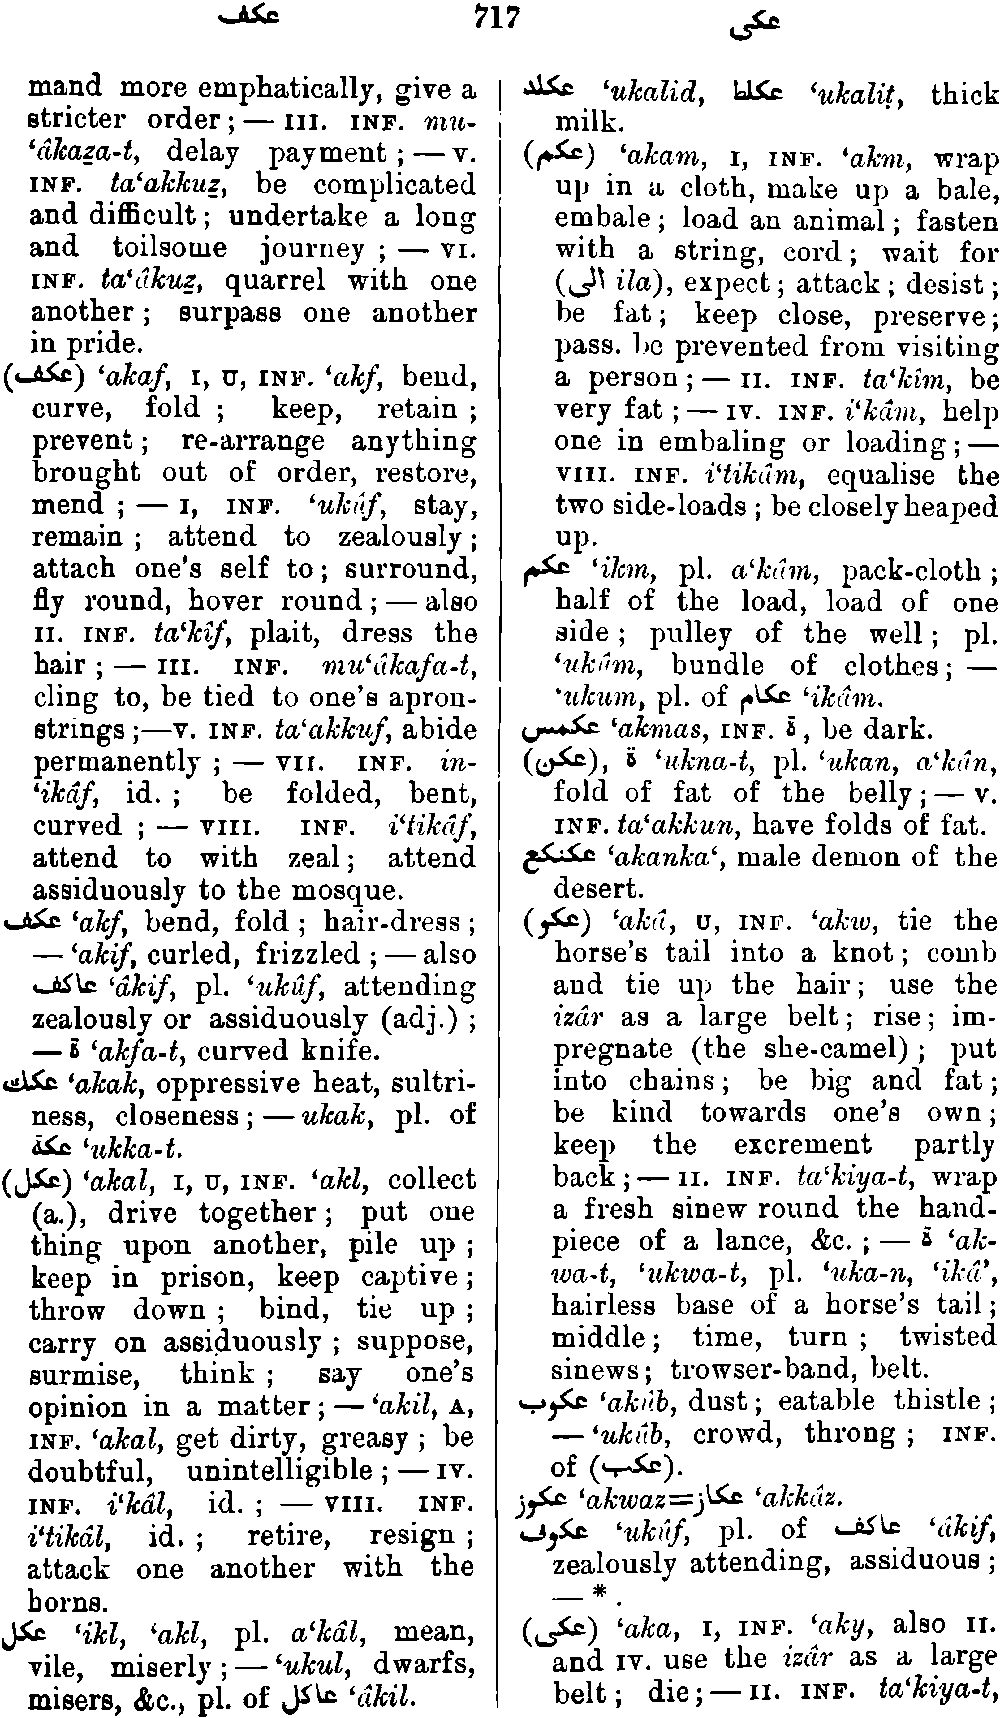 عكف 717 عكى
mand more emphatically, give a
stricter order; — III. INF. mu-
‘âkaẕa-t, delay payment; — V.
INF. ta‘akkuẕ, be complicated
and difficult; undertake a long
and toilsome journey; — VI.
INF. ta‘âkuẕ, quarrel with one
another; surpass one another
in pride.
(عكف) ‘akaf, I, U, INF. ‘akf, bend,
curve, fold; keep, retain;
prevent; re-arrange anything
brought out of order, restore,
mend; — I, INF. ‘ukûf, stay,
remain; attend to zealously;
attach one's self to; surround,
fly round, hover round; — also
II. INF. ta‘kîf, plait, dress the
hair; — III. INF. mu‘âkafa-t,
cling to, be tied to one's apron-
strings;—V. INF. ta‘akkuf, abide
permanently; — VII. INF. in-
‘ikâf, id.; be folded, bent,
curved; — VIII. INF. i‘tikâf,
attend to with zeal; attend
assiduously to the mosque.
عكف ‘akf, bend, fold; hair-dress;
— ‘akif, curled, frizzled; — also
عاكف ‘âkif, pl. ‘ukûf, attending
zealously or assiduously (adj.);
— ة ‘akfa-t, curved knife.
عكك ‘akak, oppressive heat, sultri-
ness, closeness; — ukak, pl. of
عكة ‘ukka-t.
(عكل) ‘akal, I, U, INF. ‘akl, collect
(a.), drive together; put one
thing upon another, pile up;
keep in prison, keep captive;
throw down; bind, tie up;
carry on assiduously; suppose,
surmise, think; say one's
opinion in a matter; — ‘akil, A,
INF. ‘akal, get dirty, greasy; be
doubtful, unintelligible; — IV.
INF. i‘kâl, id.; — VIII. INF.
i‘tikâl, id.; retire, resign;
attack one another with the
horns.
عكل ‘ikl, ‘akl, pl. a‘kâl, mean,
vile, miserly; — ‘ukul, dwarfs,
misers, &c., pl. of عاكل ‘âkil.
عكلد ‘ukalid, عكلط ‘ukaliṭ, thick
milk.
(عكم) ‘akam, I, INF. ‘akm, wrap
up in a cloth, make up a bale,
embale; load an animal; fasten
with a string, cord; wait for
(الى ila), expect; attack; desist;
be fat; keep close, preserve;
pass. be prevented from visiting
a person; — II. INF. ta‘kîm, be
very fat; — IV. INF. i‘kâm, help
one in embaling or loading; —
VIII. INF. i‘tikâm, equalise the
two side-loads; be closely heaped
up.
عكم ‘ikm, pl. a‘kâm, pack-cloth;
half of the load, load of one
side; pulley of the well; pl.
‘ukûm, bundle of clothes; —
‘ukum, pl. of عكام ‘ikâm.
عكمس ‘akmas, INF. ة, be dark.
(عكن), ة ‘ukna-t, pl. ‘ukan, a‘kân,
fold of fat of the belly; — V.
INF. ta‘akkun, have folds of fat.
عكنكع ‘akanka‘, male demon of the
desert.
(عكو) ‘akâ, U, INF. ‘akw, tie the
horse's tail into a knot; comb
and tie up the hair; use the
izâr as a large belt; rise; im-
pregnate (the she-camel); put
into chains; be big and fat;
be kind towards one's own;
keep the excrement partly
back; — II. INF. ta‘kiya-t, wrap
a fresh sinew round the hand-
piece of a lance, &c.; — ة ‘ak-
wa-t, ‘ukwa-t, pl. ‘uka-n, ‘ikâ’,
hairless base of a horse's tail;
middle; time, turn; twisted
sinews; trowser-band, belt.
عكوب ‘akûb, dust; eatable thistle;
— ‘ukûb, crowd, throng; INF.
of (عكب).
عكوز ‘akwaz=عكاز ‘akkâz.
عكوف ‘ukûf, pl. of عاكف ‘âkif,
zealously attending, assiduous;
— *.
(عكى) ‘aka, I, INF. ‘aky, also II.
and IV. use the izâr as a large
belt; die; — II. INF. ta‘kiya-t,